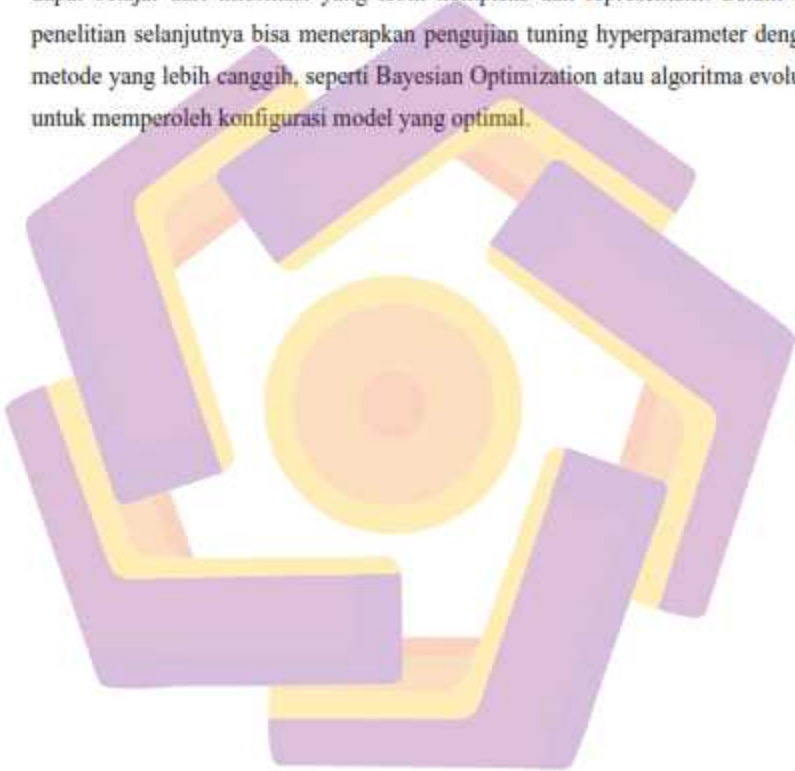 penelitian selanjutnya bisa menerapkan pengujian tuning hyperparameter deng
metode yang lebih canggih, seperti Bayesian Optimization atau algoritma evolu
untuk memperoleh konfigurasi model yang optimal.